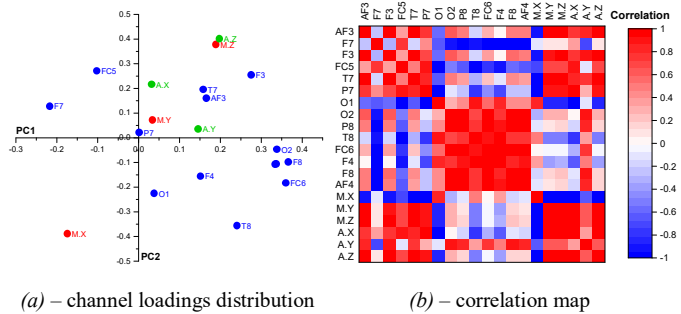 0.5
0.4
0.3
0.2
0.1
0.0
-0.1
-0.2
-0.3
-0.4
-0.5
-0.3
-0.2
-0.1
0.1
0.2
0.3
0.4
0.5
PC1
PC2
A.Z
M.Z
FC5
F3
A.X
T7
AF3
F7
M.Y
A.Y
P7
O2
F8
F4
FC6
O1
T8
M.X
AF3 F7 F3 FC5 T7 P7 O1 O2 P8 T8 FC6 F4 F8 AF4 M.X M.Y M.Z A.X A.Y A.Z
AF3
F7
F3
FC5
T7
P7
O1
O2
P8
T8
FC6
F4
F8
AF4
M.X
M.Y
M.Z
A.X
A.Y
A.Z
Correlation
1
0.8
0.6
0.4
0.2
0
-0.2
-0.4
-0.6
-0.8
-1
(a) – channel loadings distribution
(b) – correlation map